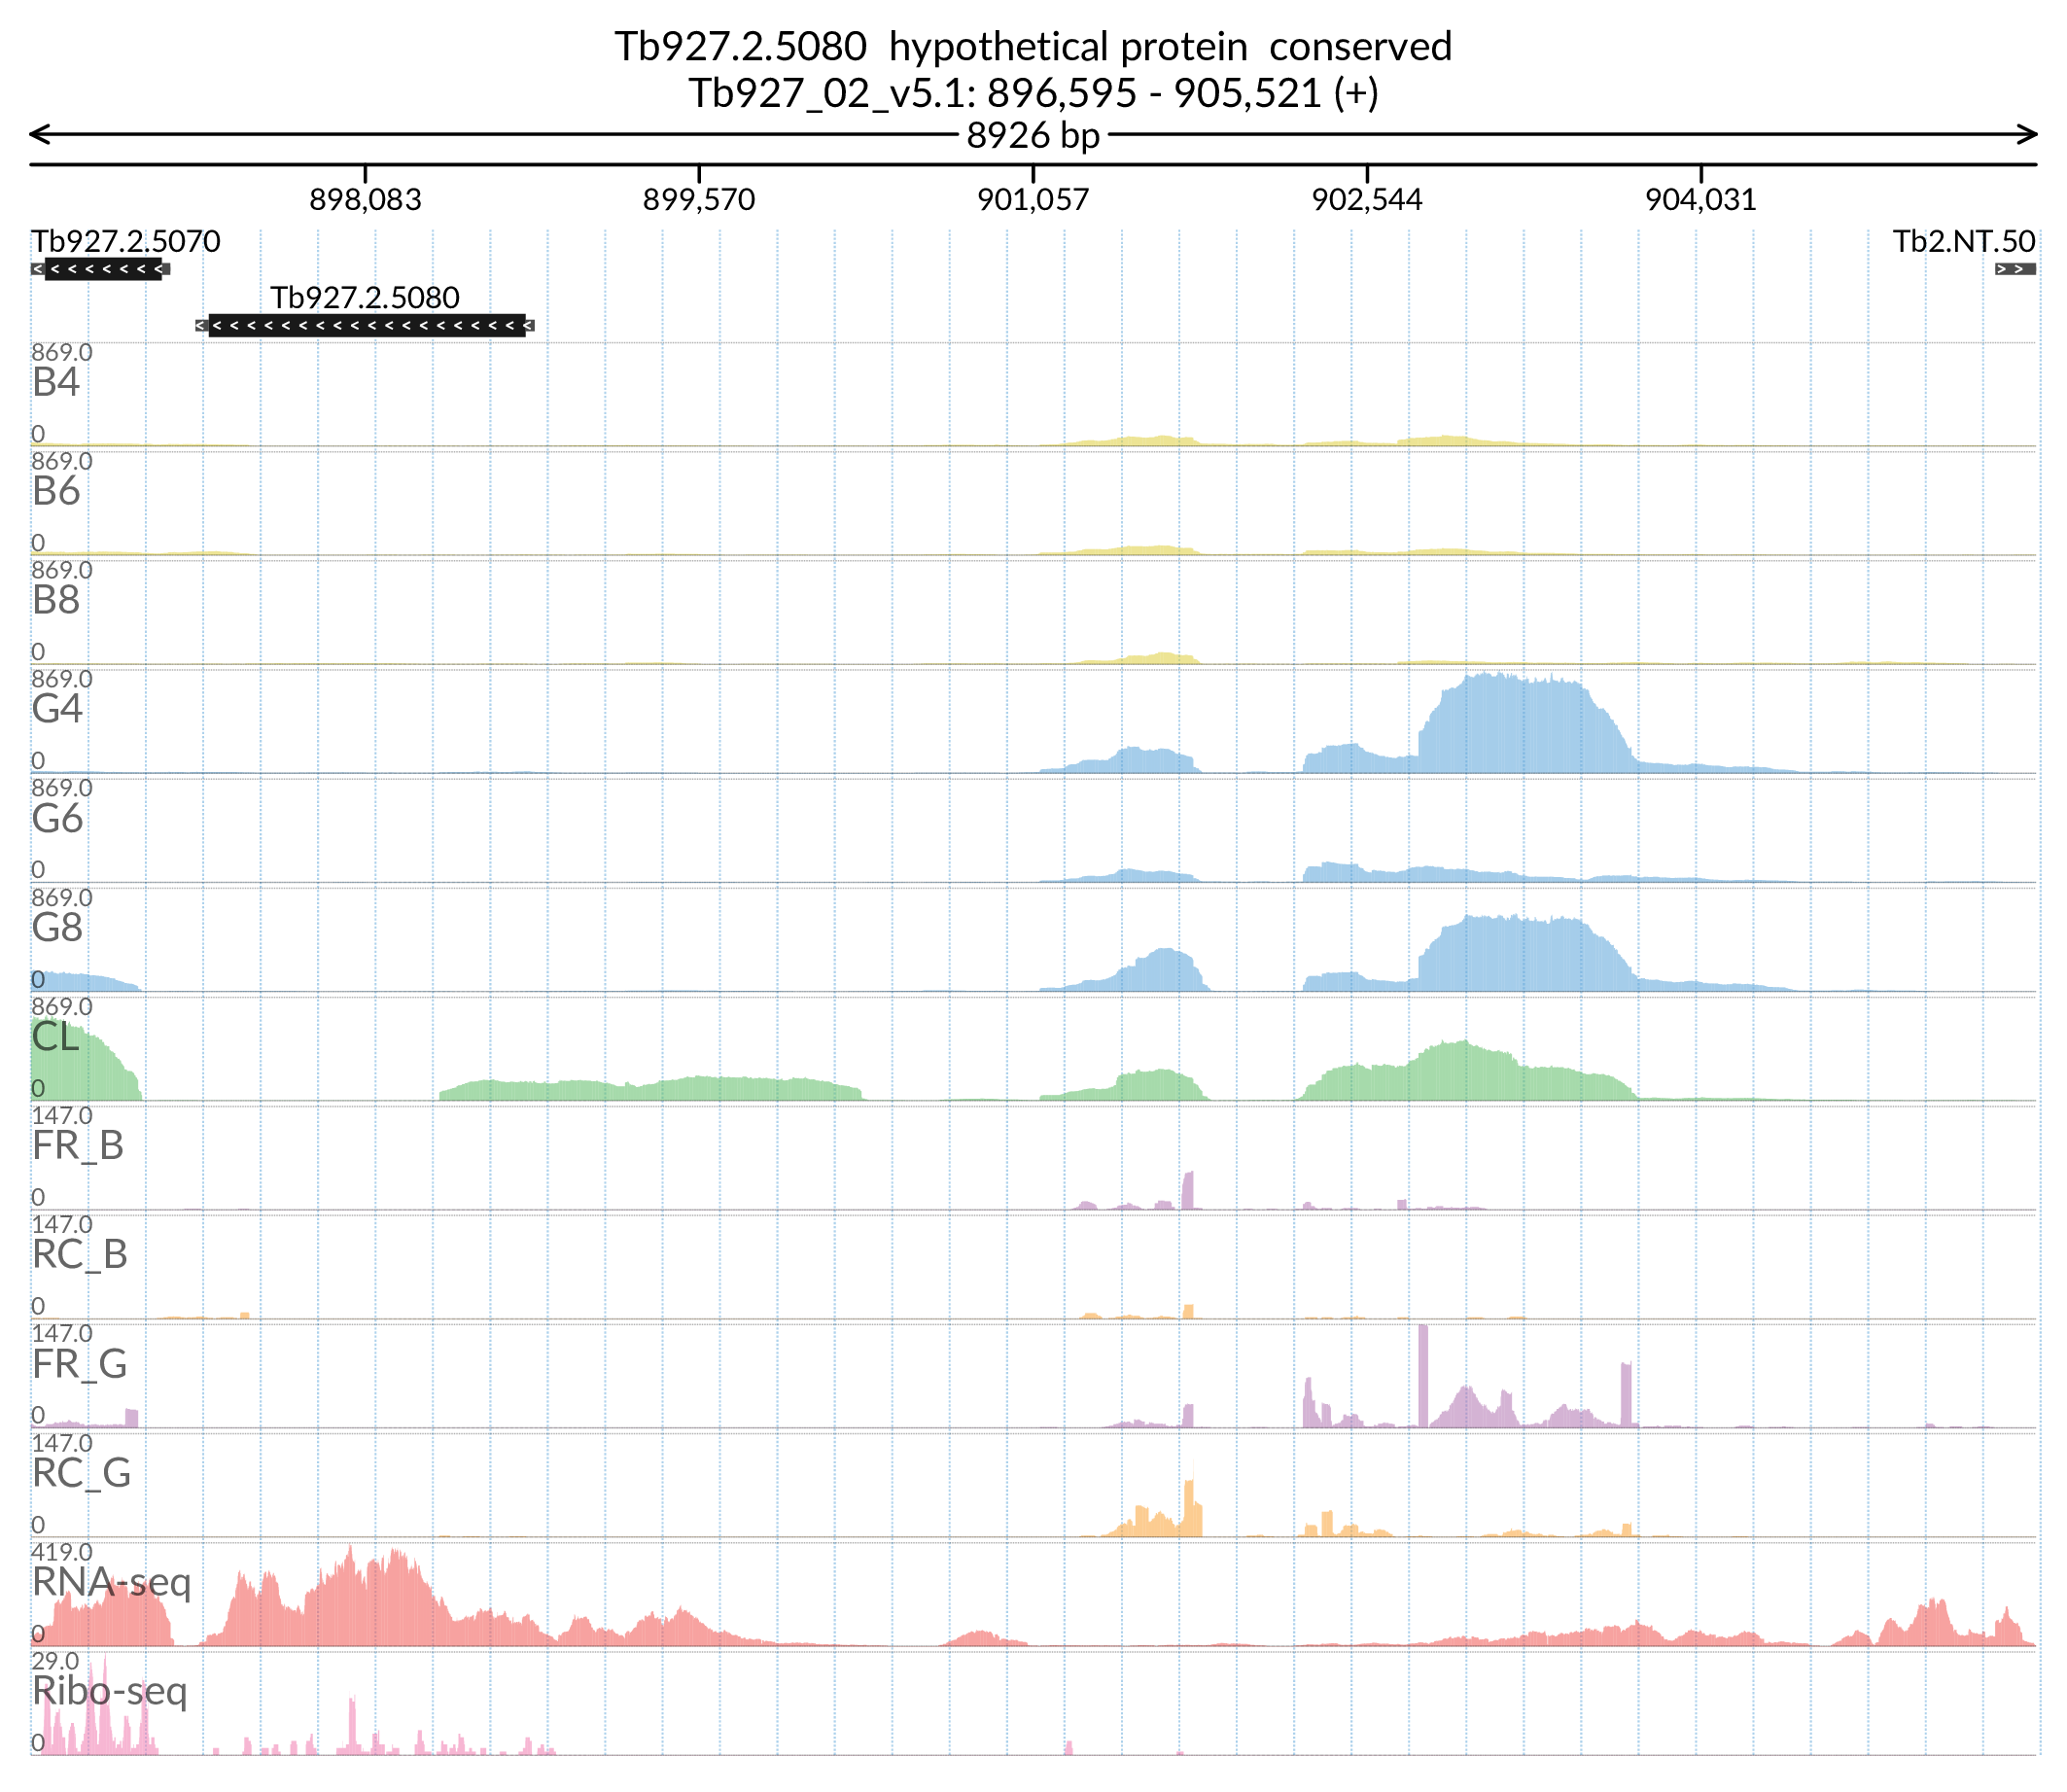 Tb927.2.5080 hypothetical protein conserved
Tb927_02_v5.1: 896,595 - 905,521 (+)
8926 bp
898,083 899,570 901,057 902,544 904,031
Tb927.2.5070 Tb2.NT.50
< < < < < < < < > >
Tb927.2.5080
< < < < < < < < < < < < < < < < < < < <
869.0
B4
0
869.0
B6
0
869.0
B8
0
869.0
G4
0
869.0
G6
0
869.0
G8
0
869.0
CL
0
147.0
FR_B
0
147.0
RC_B
0
147.0
FR_G
0
147.0
RC_G
0
419.0
RNA-seq
0
29.0
Ribo-seq
0